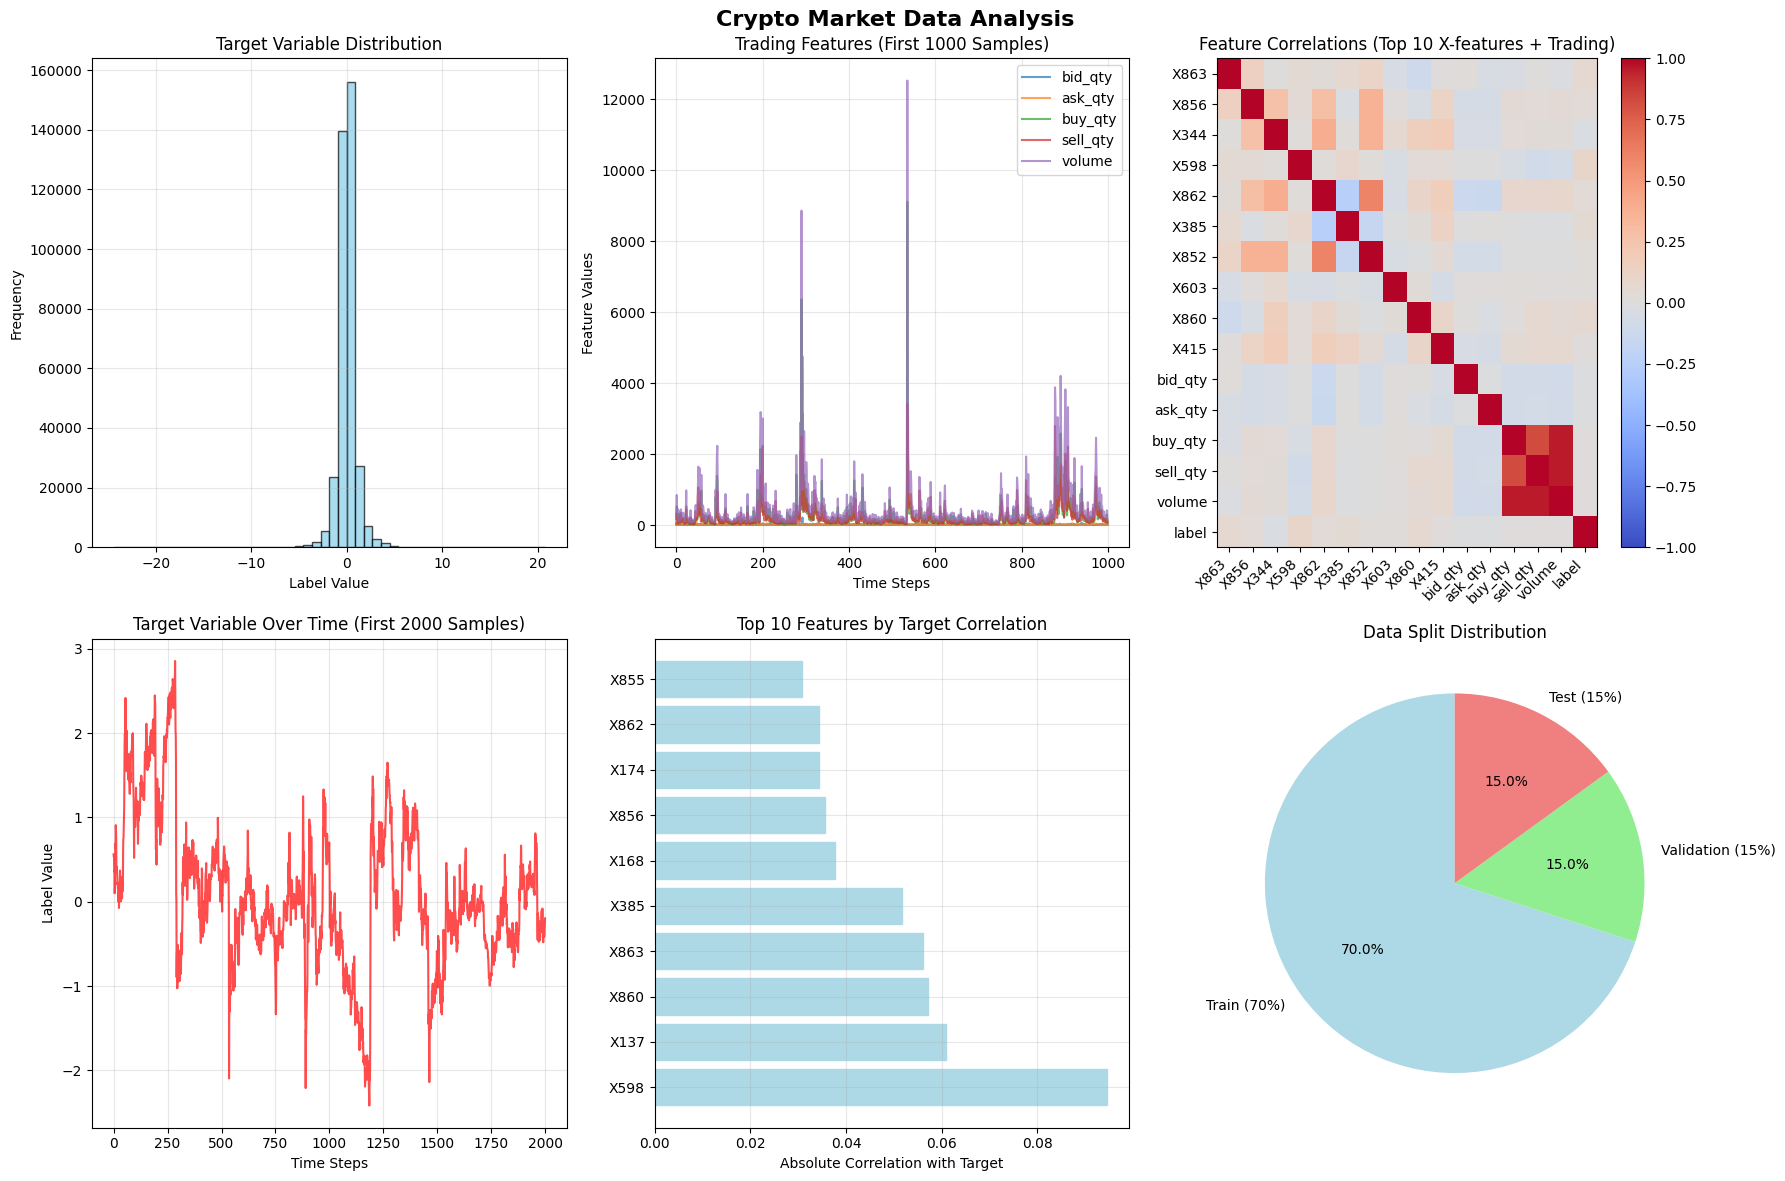 Crypto Market Data Analysis
Target Variable Distribution
160000
140000
120000
100000
80000
60000
40000
20000
0
Frequency
−20
−10
0
10
20
Label Value
Trading Features (First 1000 Samples)
bid_qty
ask_qty
buy_qty
sell_qty
volume
12000
10000
8000
6000
4000
2000
0
Feature Values
0
200
400
600
800
1000
Time Steps
Feature Correlations (Top 10 X-features + Trading)
X863
X856
X344
X598
X862
X385
X852
X603
X860
X415
bid_qty
ask_qty
buy_qty
sell_qty
volume
label
X863
X856
X344
X598
X862
X385
X852
X603
X860
X415
bid_qty
ask_qty
buy_qty
sell_qty
volume
label
1.00
0.75
0.50
0.25
0.00
−0.25
−0.50
−0.75
−1.00
Target Variable Over Time (First 2000 Samples)
3
2
1
0
−1
−2
Label Value
0
250
500
750
1000
1250
1500
1750
2000
Time Steps
Top 10 Features by Target Correlation
X855
X862
X174
X856
X168
X385
X863
X860
X137
X598
0.00
0.02
0.04
0.06
0.08
Absolute Correlation with Target
Data Split Distribution
Test (15%)
15.0%
Validation (15%)
15.0%
70.0%
Train (70%)